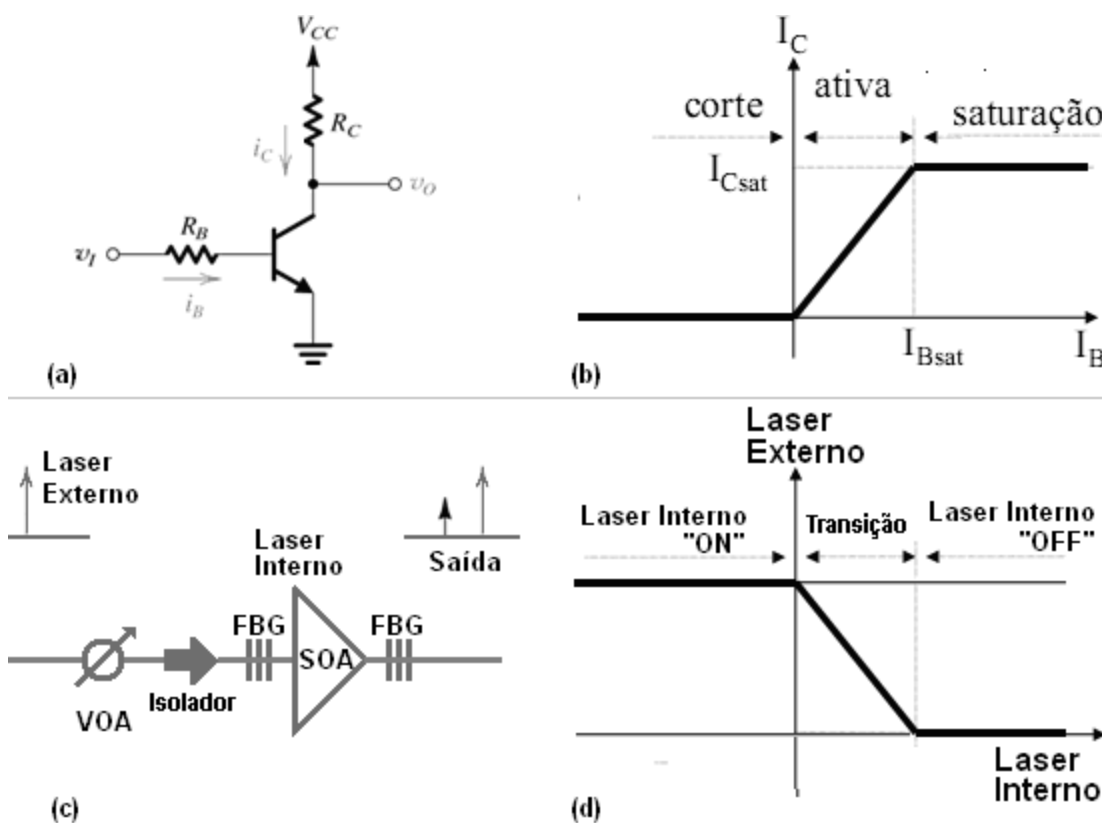 V_CC
R_C
i_C
v_O
R_B
v_I
i_B
(a)
I_C
corte
ativa
saturação
I_Csat
I_Bsat
I_B
(b)
Laser
Externo
Laser
Interno
Saída
FBG
FBG
SOA
Isolador
VOA
(c)
Laser
Externo
Laser Interno
"ON"
Transição
Laser Interno
"OFF"
Laser
Interno
(d)